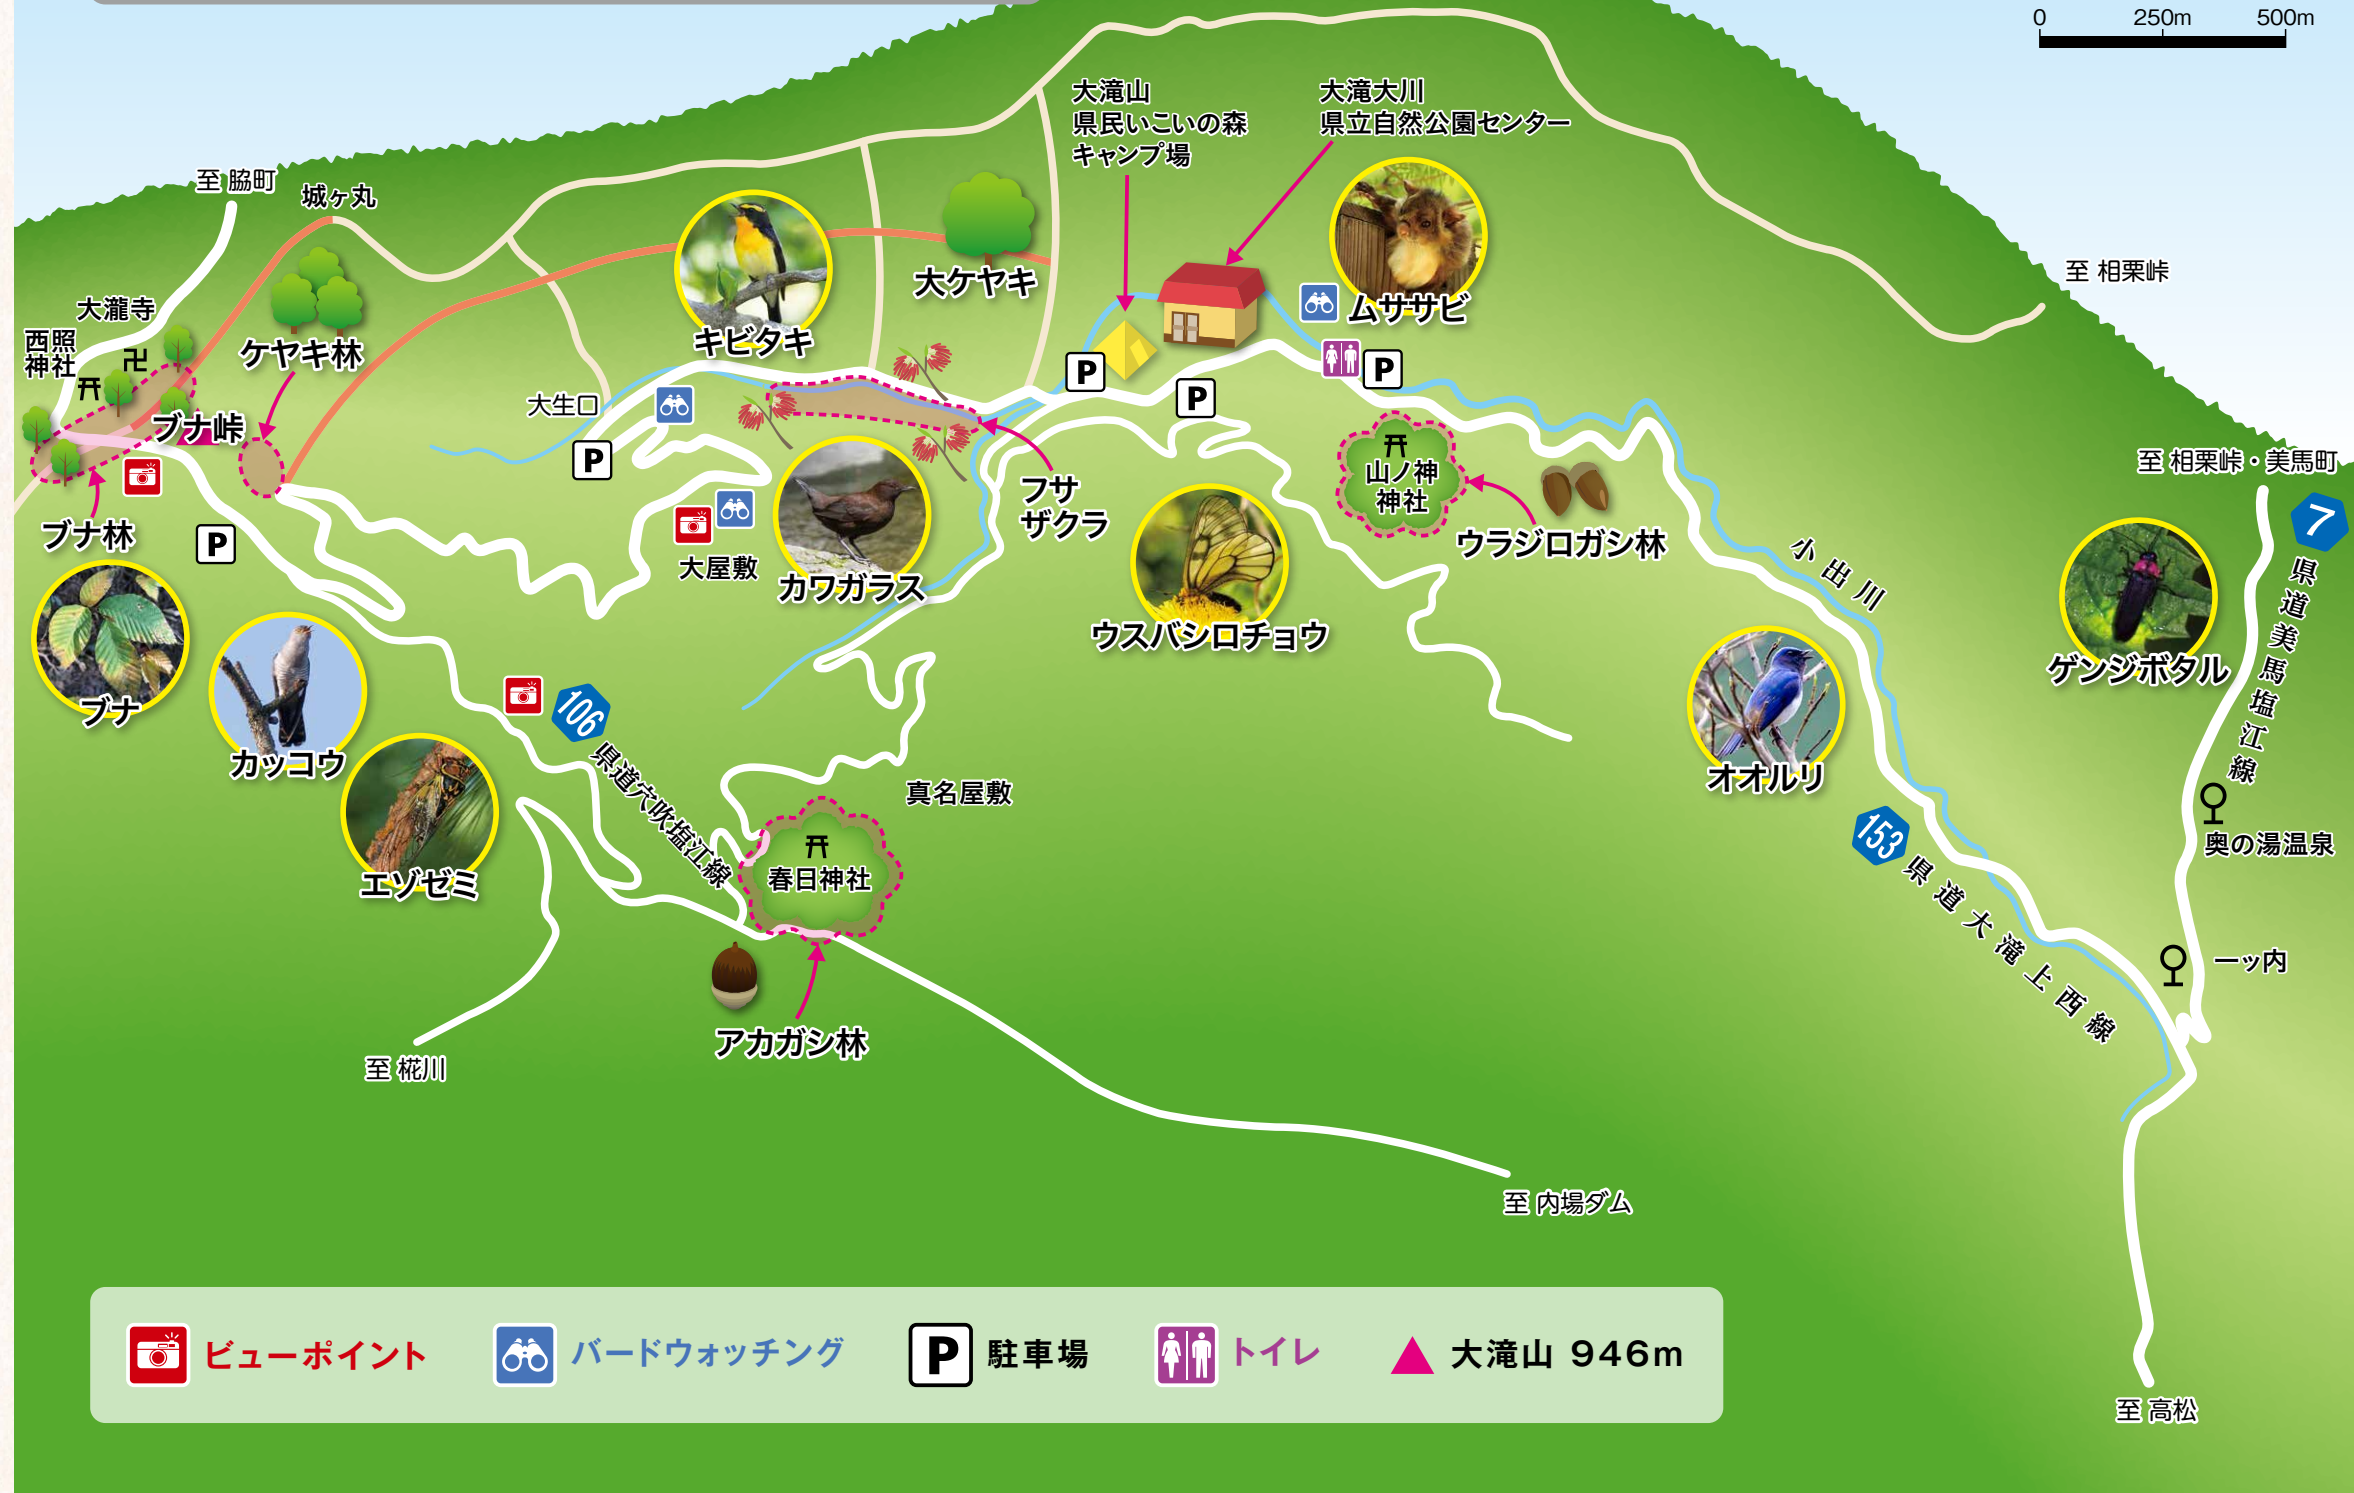 0 250m 500m
大滝山
県民いこいの森
キャンプ場
大滝大川
県立自然公園センター
至 脇町
城ヶ丸
至 相栗峠
大瀧寺
西照
神社
卍
ケヤキ林
キビタキ
大ケヤキ
ムササビ
P
P
P
大生口
P
ブナ峠
山ノ神
神社
至 相栗峠・美馬町
7
県道美馬塩江線
フサ
ザクラ
ブナ林
P
ウラジロガシ林
小出川
大屋敷
カワガラス
ウスバシロチョウ
ゲンジボタル
ブナ
カッコウ
106
県道穴吹塩江線
オオルリ
エゾゼミ
真名屋敷
春日神社
153
県道大滝上西線
奥の湯温泉
一ッ内
アカガシ林
至 椛川
至 内場ダム
ビューポイント
バードウォッチング
P 駐車場
トイレ
大滝山 946m
至 高松